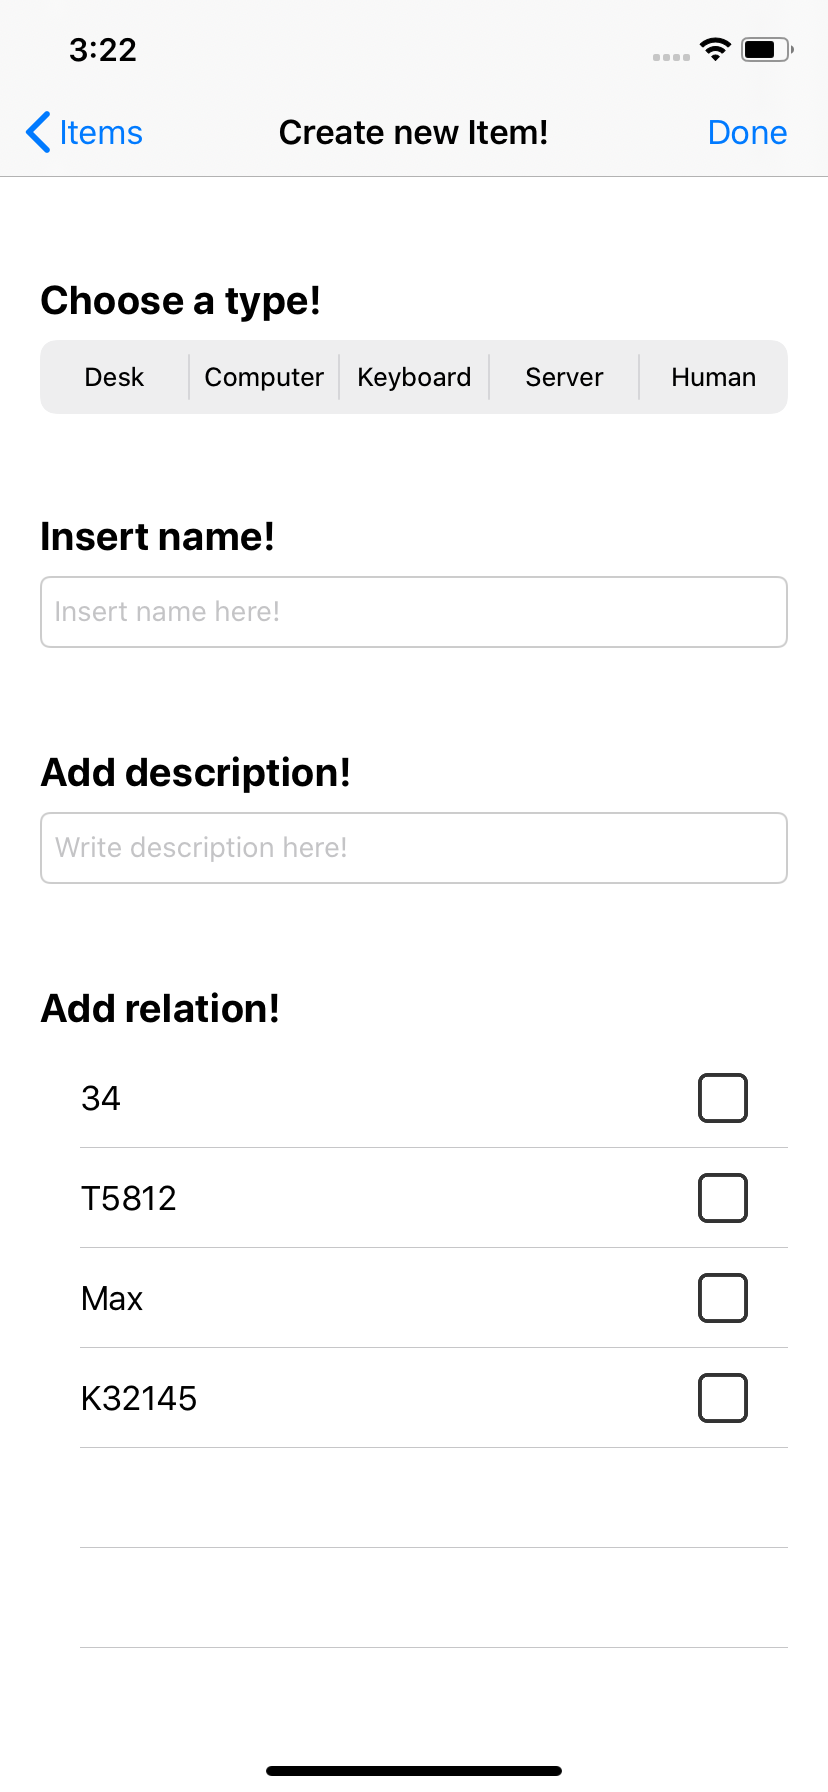 3:22
Items Create new Item! Done
Choose a type!
Desk Computer Keyboard Server Human
Insert name!
Insert name here!
Add description!
Write description here!
Add relation!
34
T5812
Max
K32145